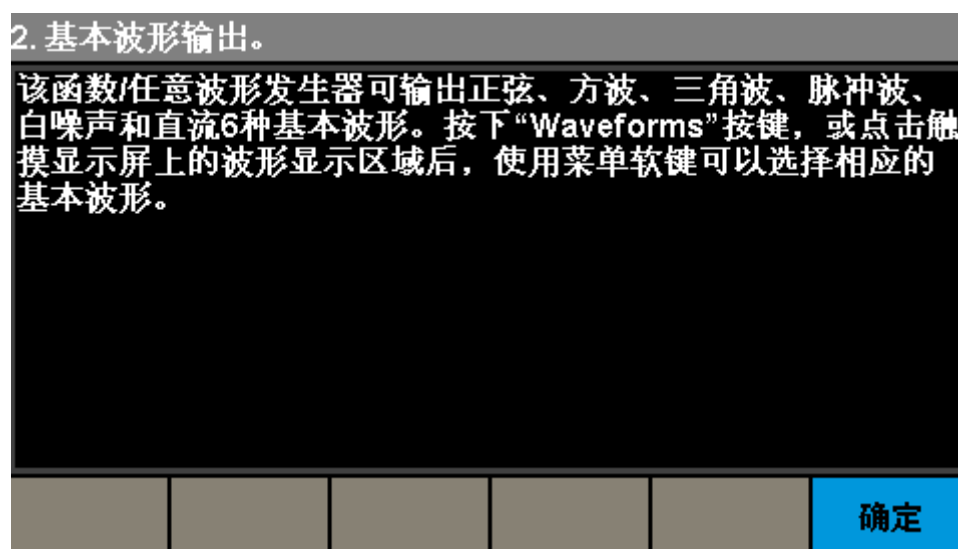 2. 基本波形输出。
该函数/任意波形发生器可输出正弦、方波、三角波、脉冲波、
白噪声和直流6种基本波形。按下“Waveforms”按键，或点击触
摸显示屏上的波形显示区域后，使用菜单软键可以选择相应的
基本波形。
确定